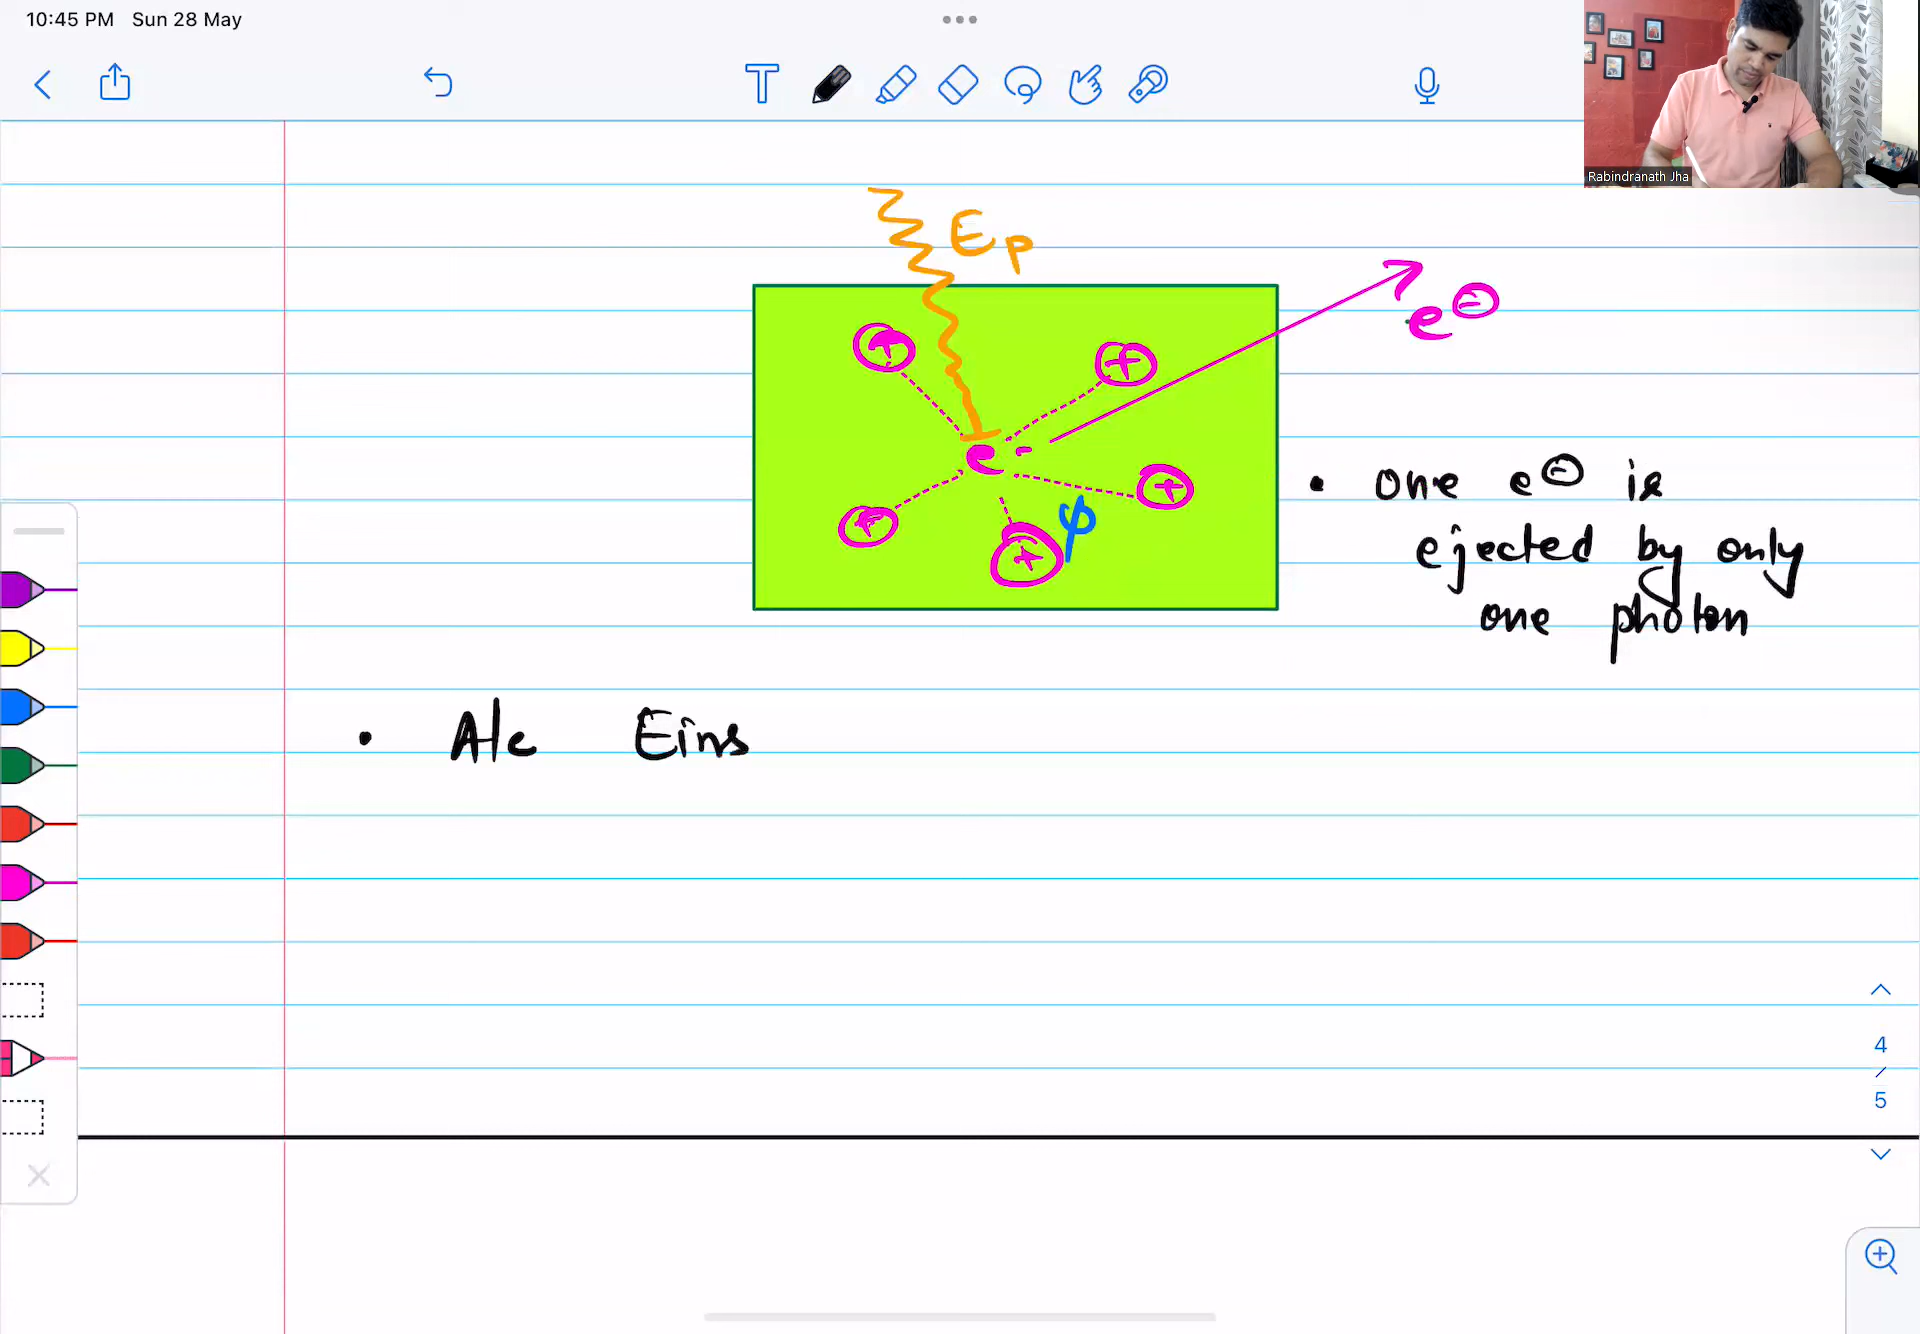 10:45 PM Sun 28 May
T
Rabindranath Jha
Ep
+
+
e⊖
e-
+
+
+
φ
• one e⊖ is
ejected by only
one photon
• A/c Eins
4
/
5